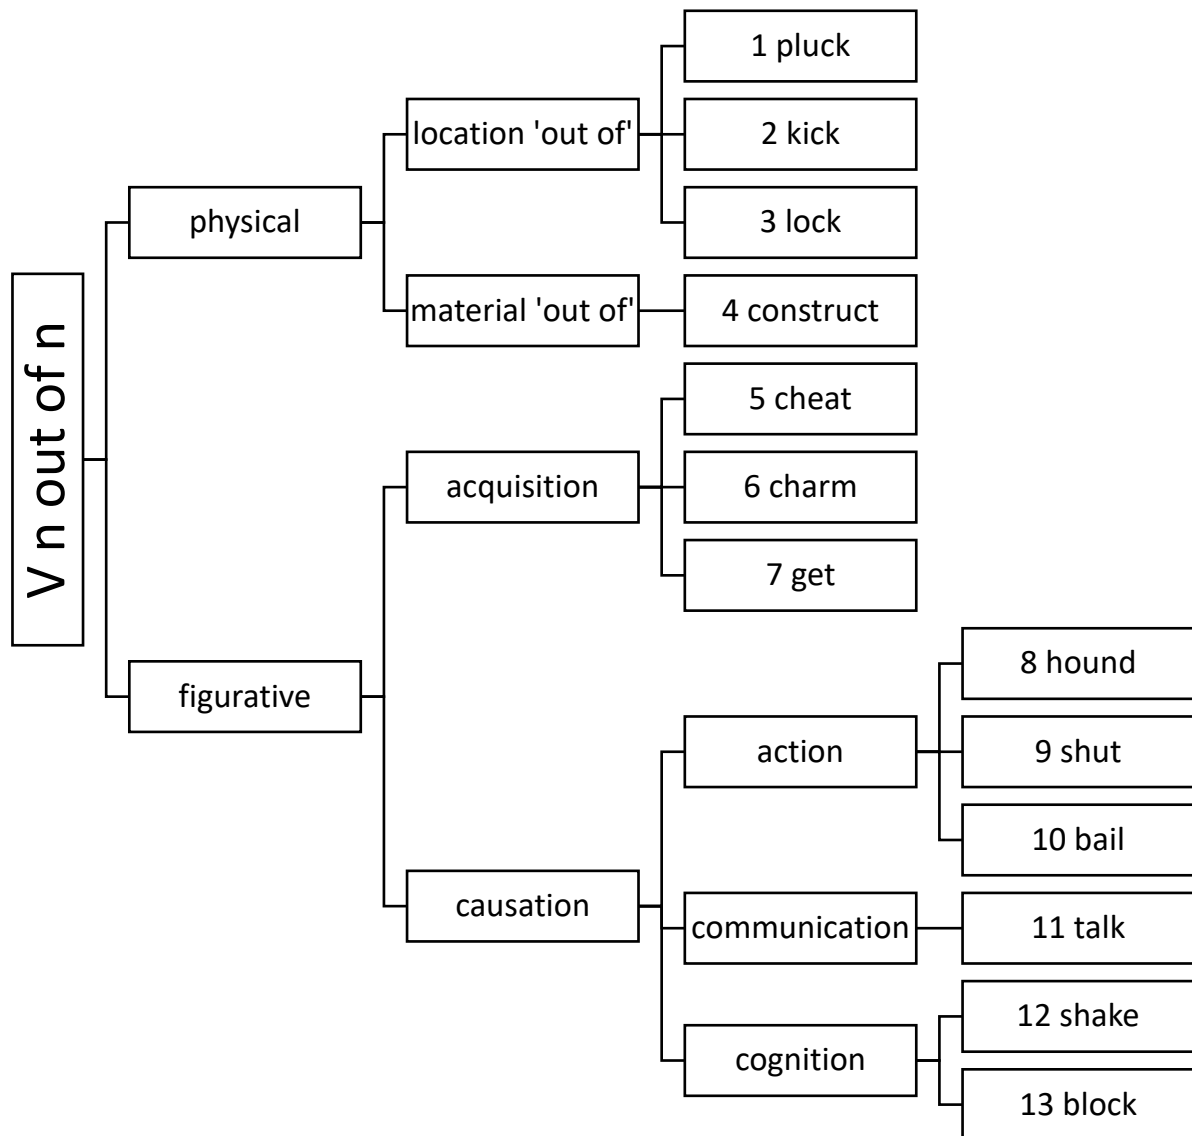 V n out of n
physical
location 'out of'
1 pluck
2 kick
3 lock
material 'out of'
4 construct
figurative
acquisition
5 cheat
6 charm
7 get
causation
action
8 hound
9 shut
10 bail
communication
11 talk
cognition
12 shake
13 block